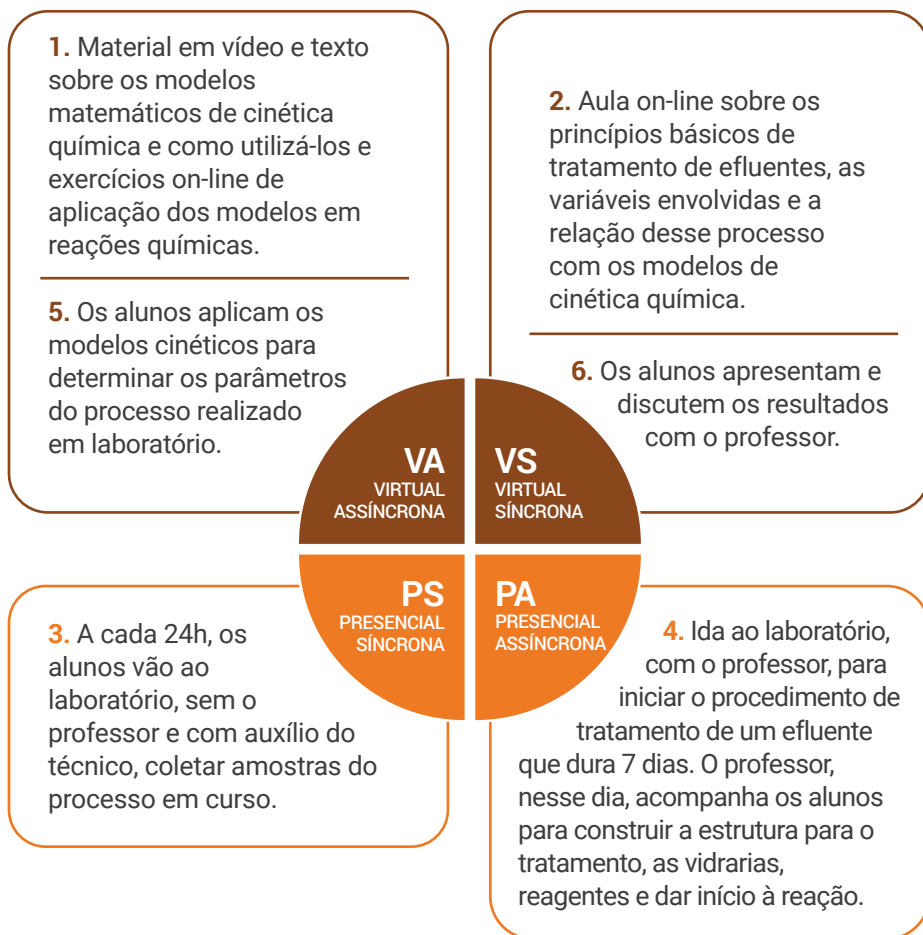 1. Material em vídeo e texto
sobre os modelos
matemáticos de cinética
química e como utilizá-los e
exercícios on-line de
aplicação dos modelos em
reações químicas.
5. Os alunos aplicam os
modelos cinéticos para
determinar os parâmetros
do processo realizado
em laboratório.
2. Aula on-line sobre os
princípios básicos de
tratamento de efluentes, as
variáveis envolvidas e a
relação desse processo
com os modelos de
cinética química.
6. Os alunos apresentam e
discutem os resultados
com o professor.
VA
VIRTUAL
ASSÍNCRONA
VS
VIRTUAL
SÍNCRONA
PS
PRESENCIAL
SÍNCRONA
PA
PRESENCIAL
ASSÍNCRONA
3. A cada 24h, os
alunos vão ao
laboratório, sem o
professor e com auxílio do
técnico, coletar amostras do
processo em curso.
4. Ida ao laboratório,
com o professor, para
iniciar o procedimento de
tratamento de um efluente
que dura 7 dias. O professor,
nesse dia, acompanha os alunos
para construir a estrutura para o
tratamento, as vidrarias,
reagentes e dar início à reação.